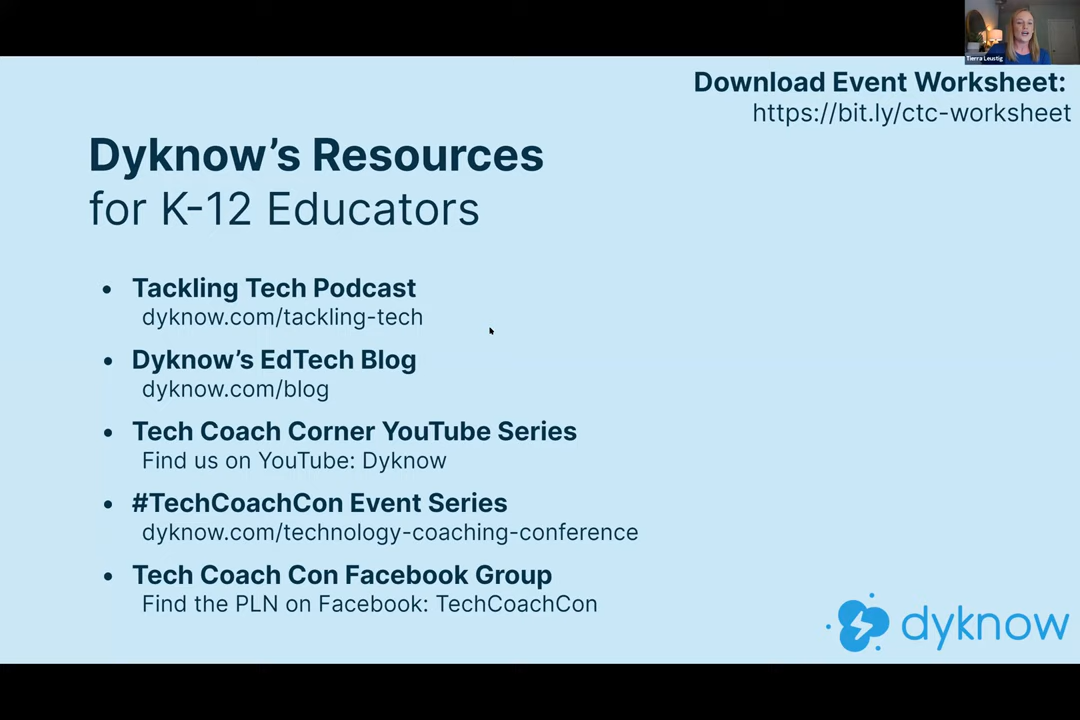 Tierra Leustig
Download Event Worksheet:
https://bit.ly/ctc-worksheet
Dyknow’s Resources
for K-12 Educators
• Tackling Tech Podcast
dyknow.com/tackling-tech
• Dyknow’s EdTech Blog
dyknow.com/blog
• Tech Coach Corner YouTube Series
Find us on YouTube: Dyknow
• #TechCoachCon Event Series
dyknow.com/technology-coaching-conference
• Tech Coach Con Facebook Group
Find the PLN on Facebook: TechCoachCon
dyknow